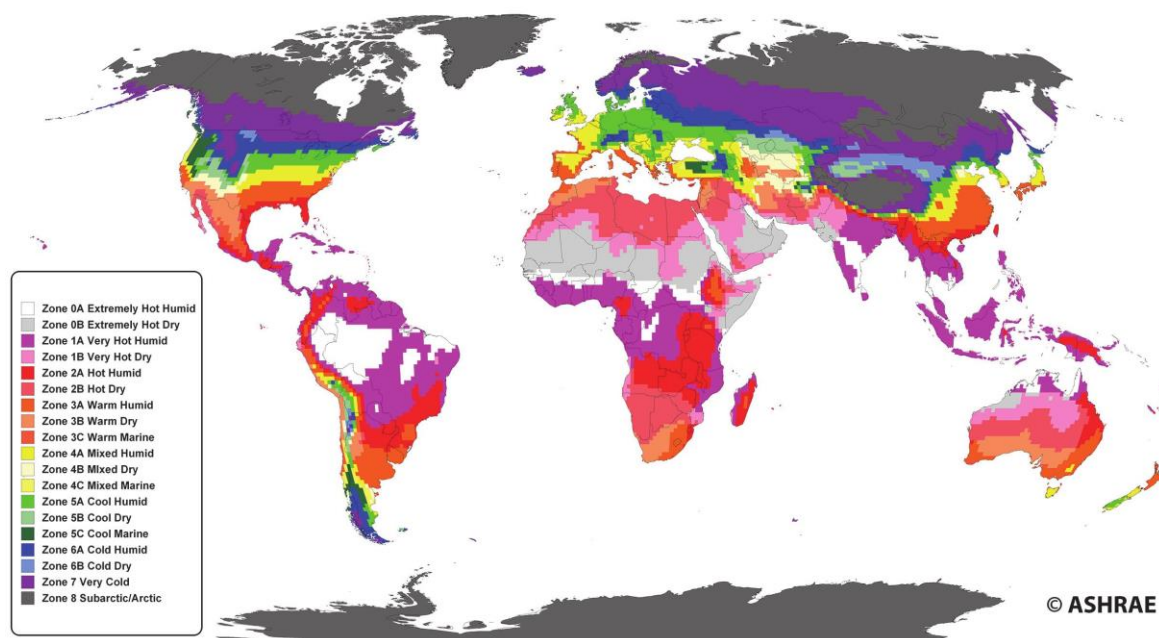 Zone 0A Extremely Hot Humid
Zone 0B Extremely Hot Dry
Zone 1A Very Hot Humid
Zone 1B Very Hot Dry
Zone 2A Hot Humid
Zone 2B Hot Dry
Zone 3A Warm Humid
Zone 3B Warm Dry
Zone 3C Warm Marine
Zone 4A Mixed Humid
Zone 4B MIxed Dry
Zone 4C Mixed Marine
Zone 5A Cool Humid
Zone 5B Cool Dry
Zone 5C Cool Marine
Zone 6A Cold Humid
Zone 6B Cold Dry
Zone 7 Very Cold
Zone 8 Subarctic/Arctic
© ASHRAE